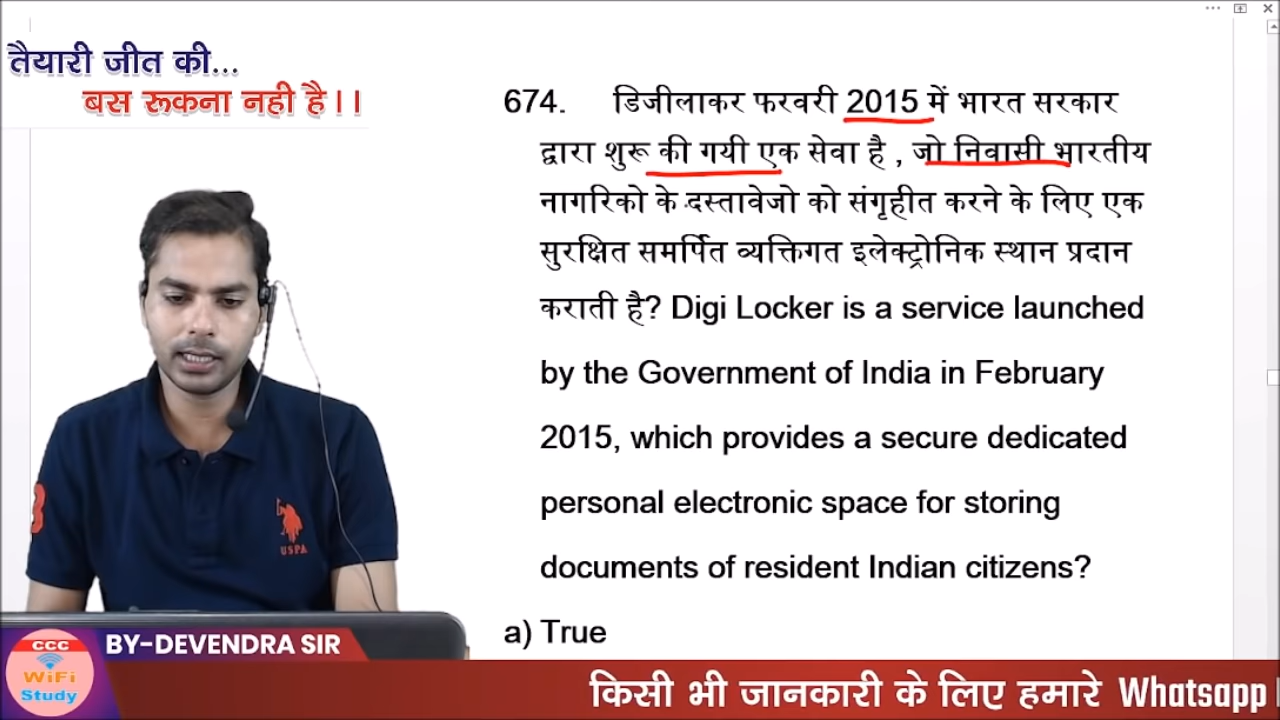 तैयारी जीत की...
बस रूकना नही है।।
674. डिजीलाकर फरवरी 2015 में भारत सरकार
द्वारा शुरू की गयी एक सेवा है , जो निवासी भारतीय
नागरिको के दस्तावेजो को संगृहीत करने के लिए एक
सुरक्षित समर्पित व्यक्तिगत इलेक्ट्रोनिक स्थान प्रदान
कराती है? Digi Locker is a service launched
by the Government of India in February
2015, which provides a secure dedicated
personal electronic space for storing
documents of resident Indian citizens?
a) True
3
USPA
BY-DEVENDRA SIR
CCC
WiFi
Study
किसी भी जानकारी के लिए हमारे Whatsapp